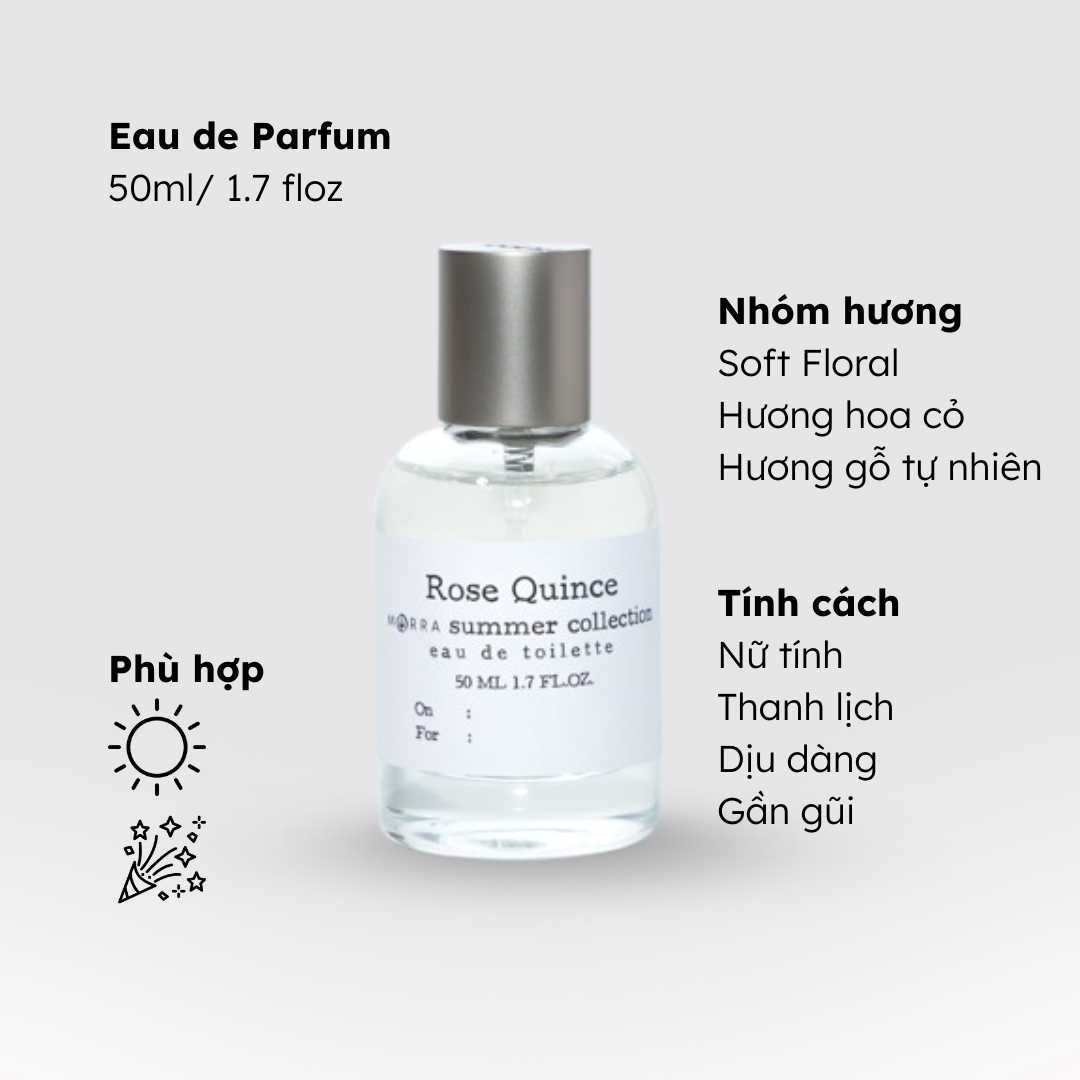 Eau de Parfum
50ml/ 1.7 floz
Nhóm hương
Soft Floral
Hương hoa cỏ
Hương gỗ tự nhiên
Rose Quince
MORRA summer collection
eau de toilette
50 ML 1.7 FL.OZ.
On :
For :
Tính cách
Nữ tính
Thanh lịch
Dịu dàng
Gần gũi
Phù hợp